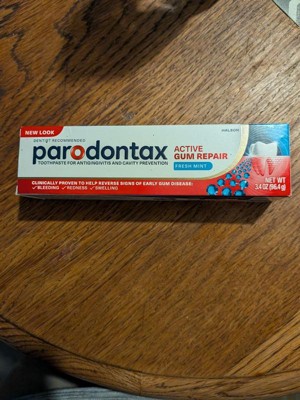 NEW LOOK
DENTIST RECOMMENDED
HALEON
parodontax
TOOTHPASTE FOR ANTIGINGIVITIS AND CAVITY PREVENTION
ACTIVE
GUM REPAIR™
FRESH MINT
CLINICALLY PROVEN TO HELP REVERSE SIGNS OF EARLY GUM DISEASE:
✓BLEEDING ✓REDNESS ✓SWELLING
NET WT
3.4 OZ (96.4 g)